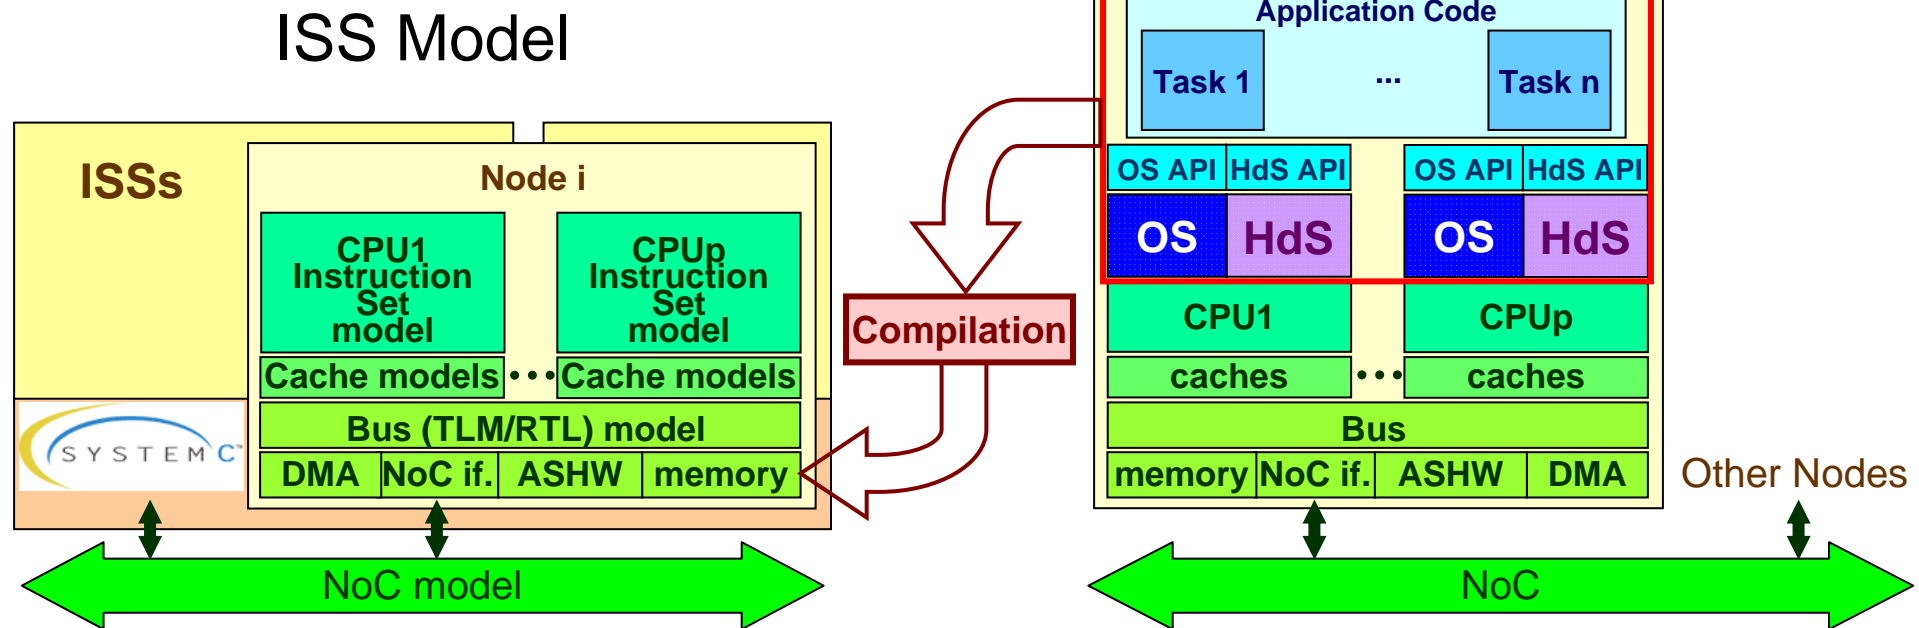 ISS Model
ISSs
Node i
CPU1
Instruction
Set
model
CPUp
Instruction
Set
model
Cache models
...
Cache models
Bus (TLM/RTL) model
DMA
NoC if.
ASHW
memory
SYSTEM C™
NoC model
Compilation
Application Code
Task 1
...
Task n
OS API
HdS API
OS API
HdS API
OS
HdS
OS
HdS
CPU1
CPUp
caches
...
caches
Bus
memory
NoC if.
ASHW
DMA
Other Nodes
NoC